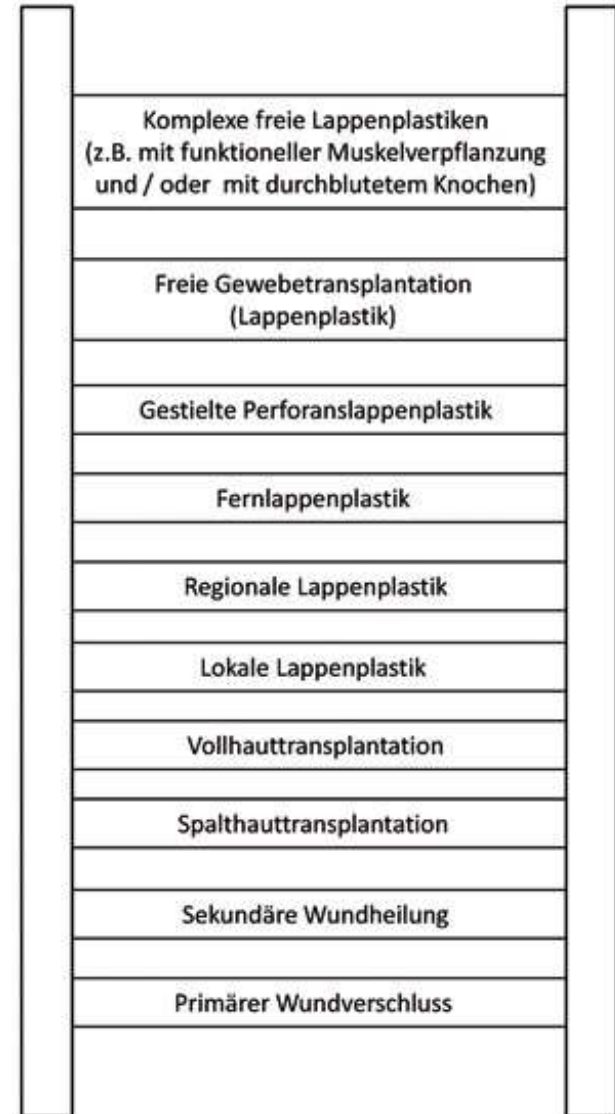 Komplexe freie Lappenplastiken
(z.B. mit funktioneller Muskelverpflanzung
und / oder mit durchblutetem Knochen)
Freie Gewebetransplantation
(Lappenplastik)
Gestielte Perforanslappenplastik
Fernlappenplastik
Regionale Lappenplastik
Lokale Lappenplastik
Vollhauttransplantation
Spalthauttransplantation
Sekundäre Wundheilung
Primärer Wundverschluss